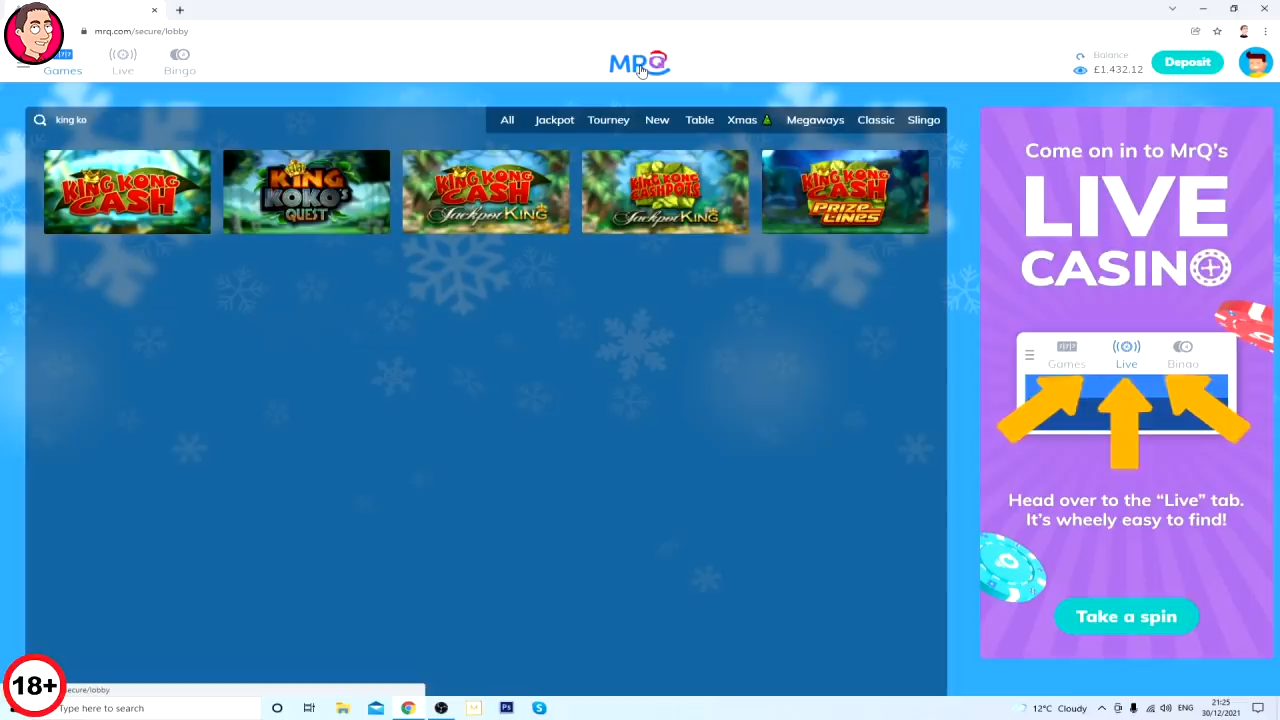 mrq.com/secure/lobby
Games
Live
Bingo
MRQ
Balance
£1,432.12
Deposit
king ko
All
Jackpot
Tourney
New
Table
Xmas
Megaways
Classic
Slingo
KING KONG
CASH
KING
KOKO'S
QUEST
KING KONG
CASH
JACKPOT KING
KING KONG
CASHPOTS
JACKPOT KING
KING KONG
CASH
PRIZE
LINES
Come on in to MrQ's
LIVE
CASINO
Games
Live
Bingo
Head over to the “Live” tab.
It's wheely easy to find!
Take a spin
18+
secure/lobby
Type here to search
12°C Cloudy
ENG
21:25
30/12/2021